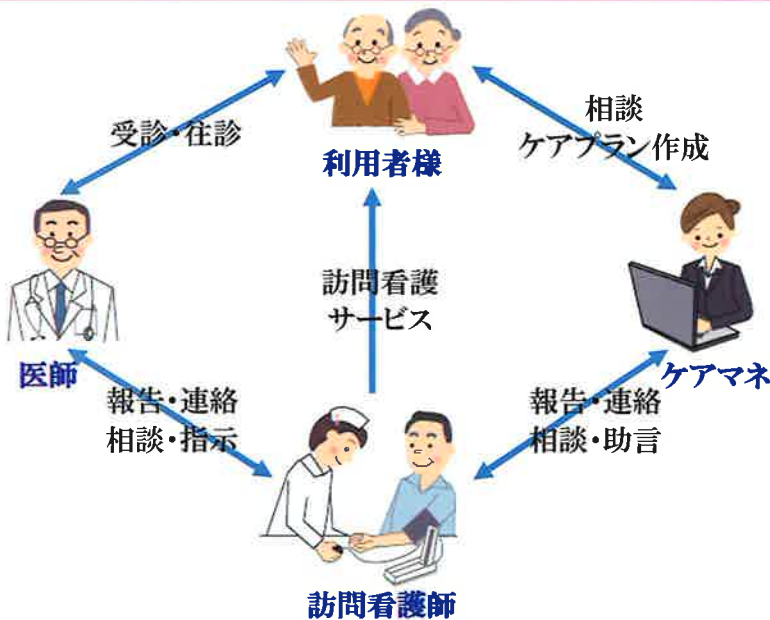 利用者様
受診・往診
相談
ケアプラン作成
医師
訪問看護
サービス
ケアマネ
報告・連絡
相談・指示
報告・連絡
相談・助言
訪問看護師